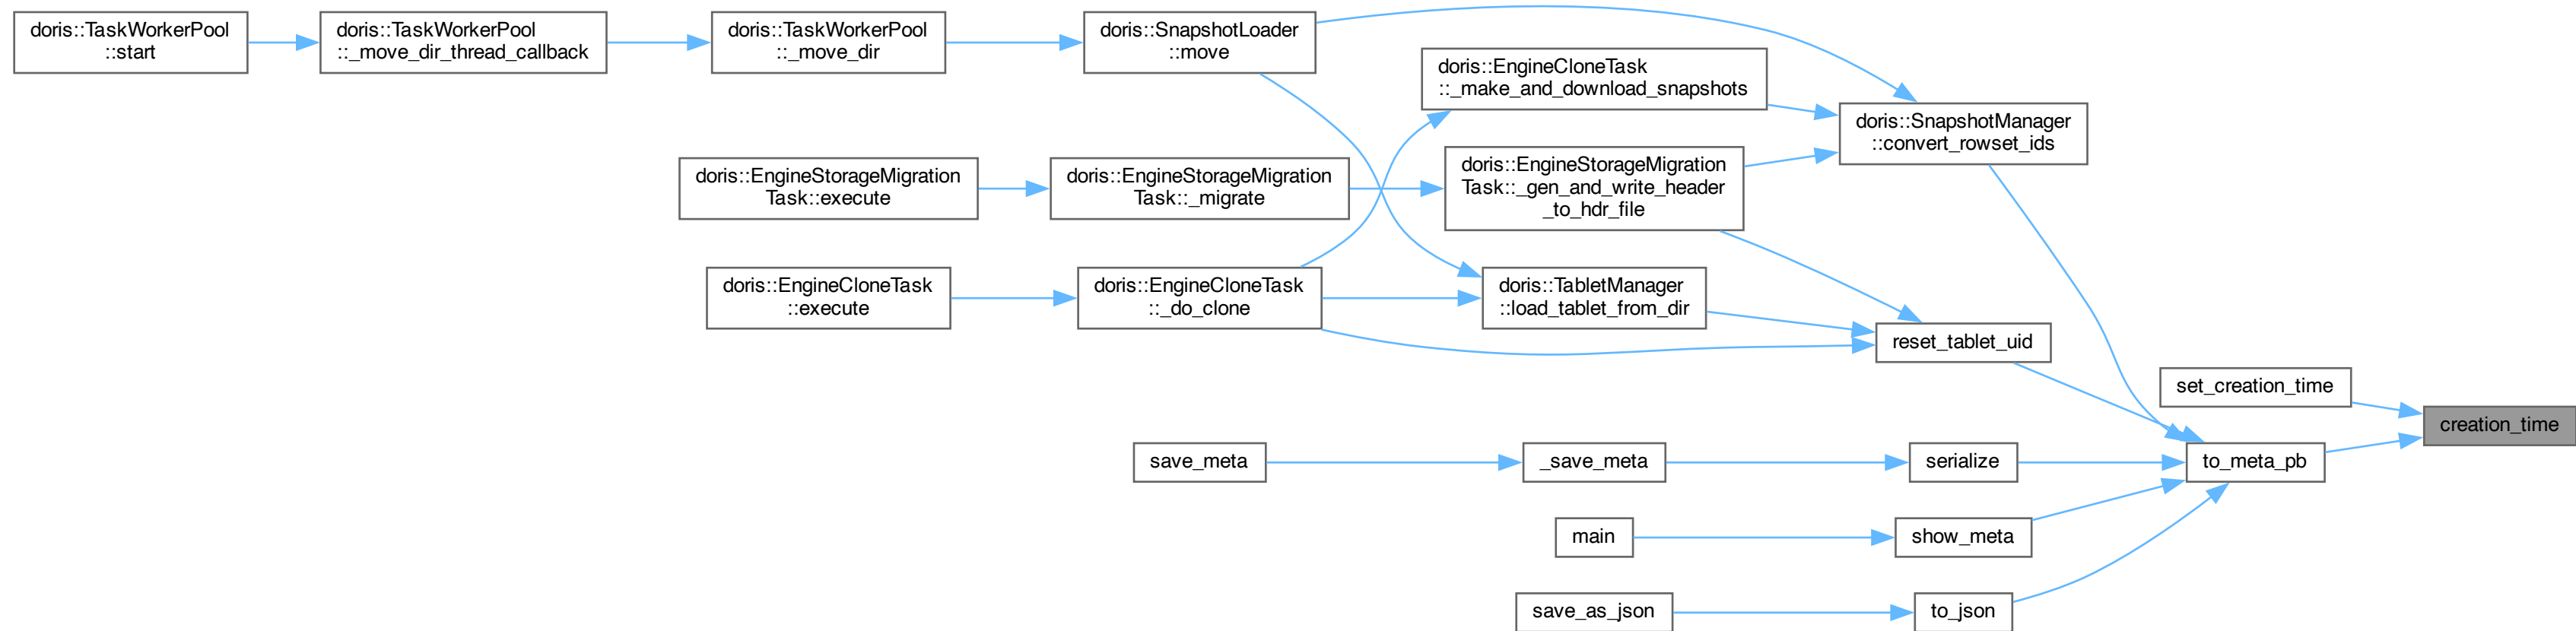 doris::TaskWorkerPool
::start
doris::TaskWorkerPool
::_move_dir_thread_callback
doris::TaskWorkerPool
::_move_dir
doris::SnapshotLoader
::move
doris::EngineCloneTask
::_make_and_download_snapshots
doris::SnapshotManager
::convert_rowset_ids
doris::EngineStorageMigration
Task::execute
doris::EngineStorageMigration
Task::_migrate
doris::EngineStorageMigration
Task::_gen_and_write_header
_to_hdr_file
doris::EngineCloneTask
::execute
doris::EngineCloneTask
::_do_clone
doris::TabletManager
::load_tablet_from_dir
reset_tablet_uid
set_creation_time
creation_time
save_meta
_save_meta
serialize
to_meta_pb
main
show_meta
save_as_json
to_json